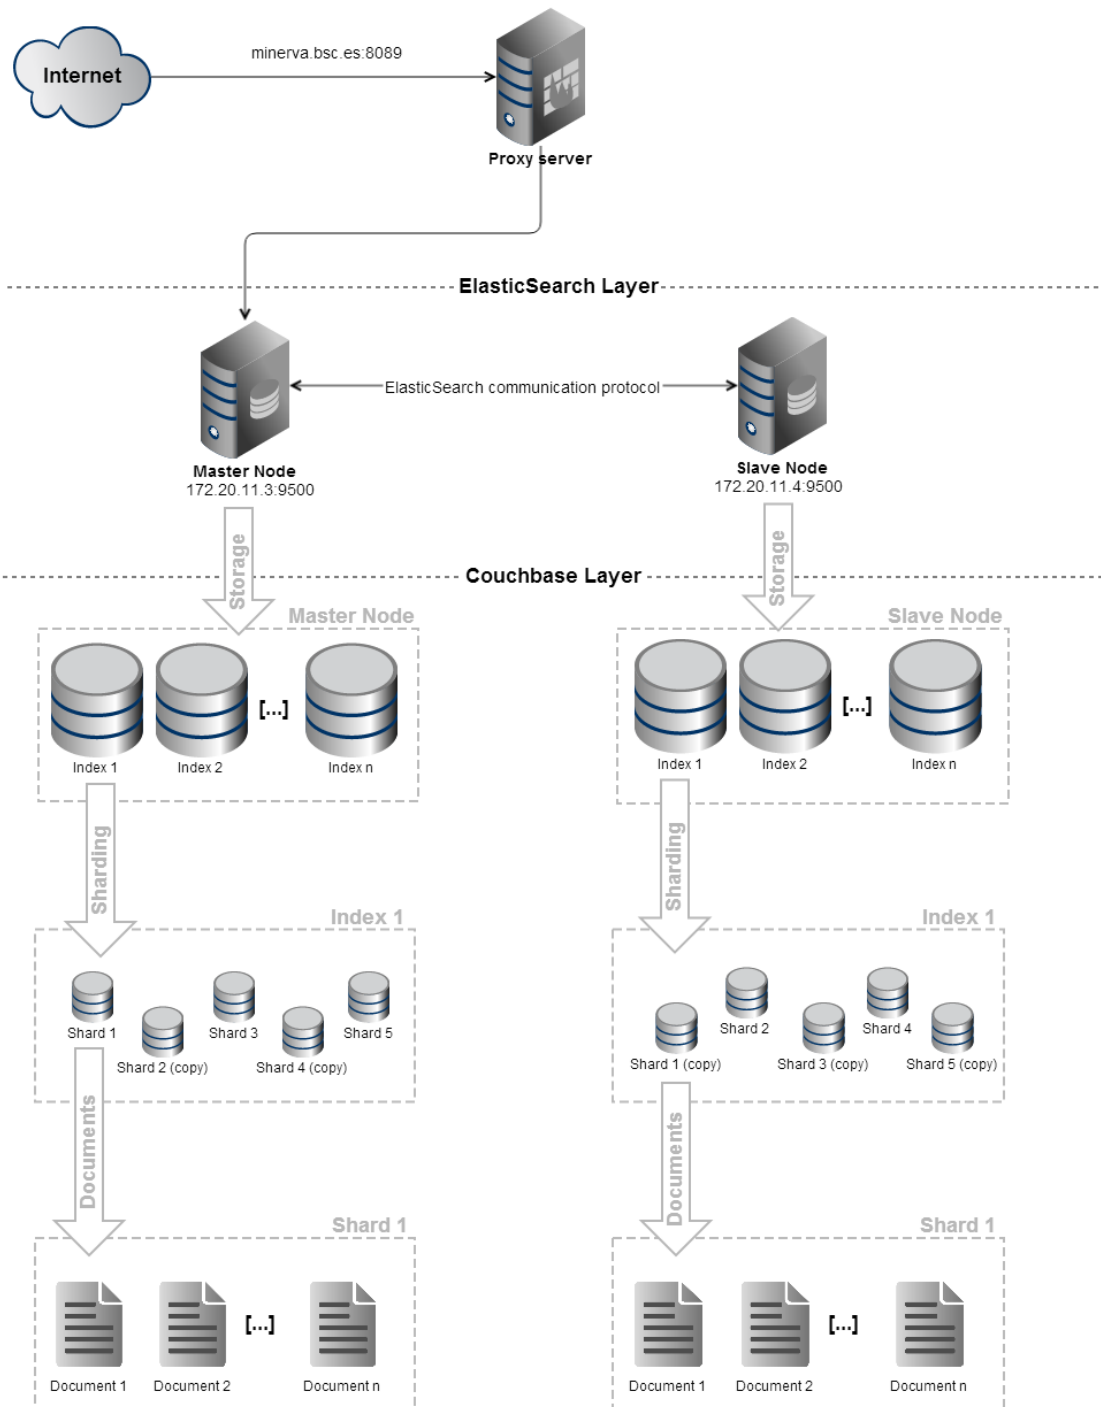 minerva.bsc.es:8089
Internet
Proxy server
ElasticSearch Layer
ElasticSearch communication protocol
Master Node
172.20.11.3:9500
Slave Node
172.20.11.4:9500
Storage
Storage
Couchbase Layer
Master Node
Slave Node
[...]
[...]
Index 1
Index 2
Index n
Index 1
Index 2
Index n
Sharding
Sharding
Index 1
Index 1
Shard 1
Shard 3
Shard 5
Shard 2 (copy)
Shard 4 (copy)
Shard 2
Shard 4
Shard 1 (copy)
Shard 3 (copy)
Shard 5 (copy)
Documents
Documents
Shard 1
Shard 1
[...]
[...]
Document 1
Document 2
Document n
Document 1
Document 2
Document n